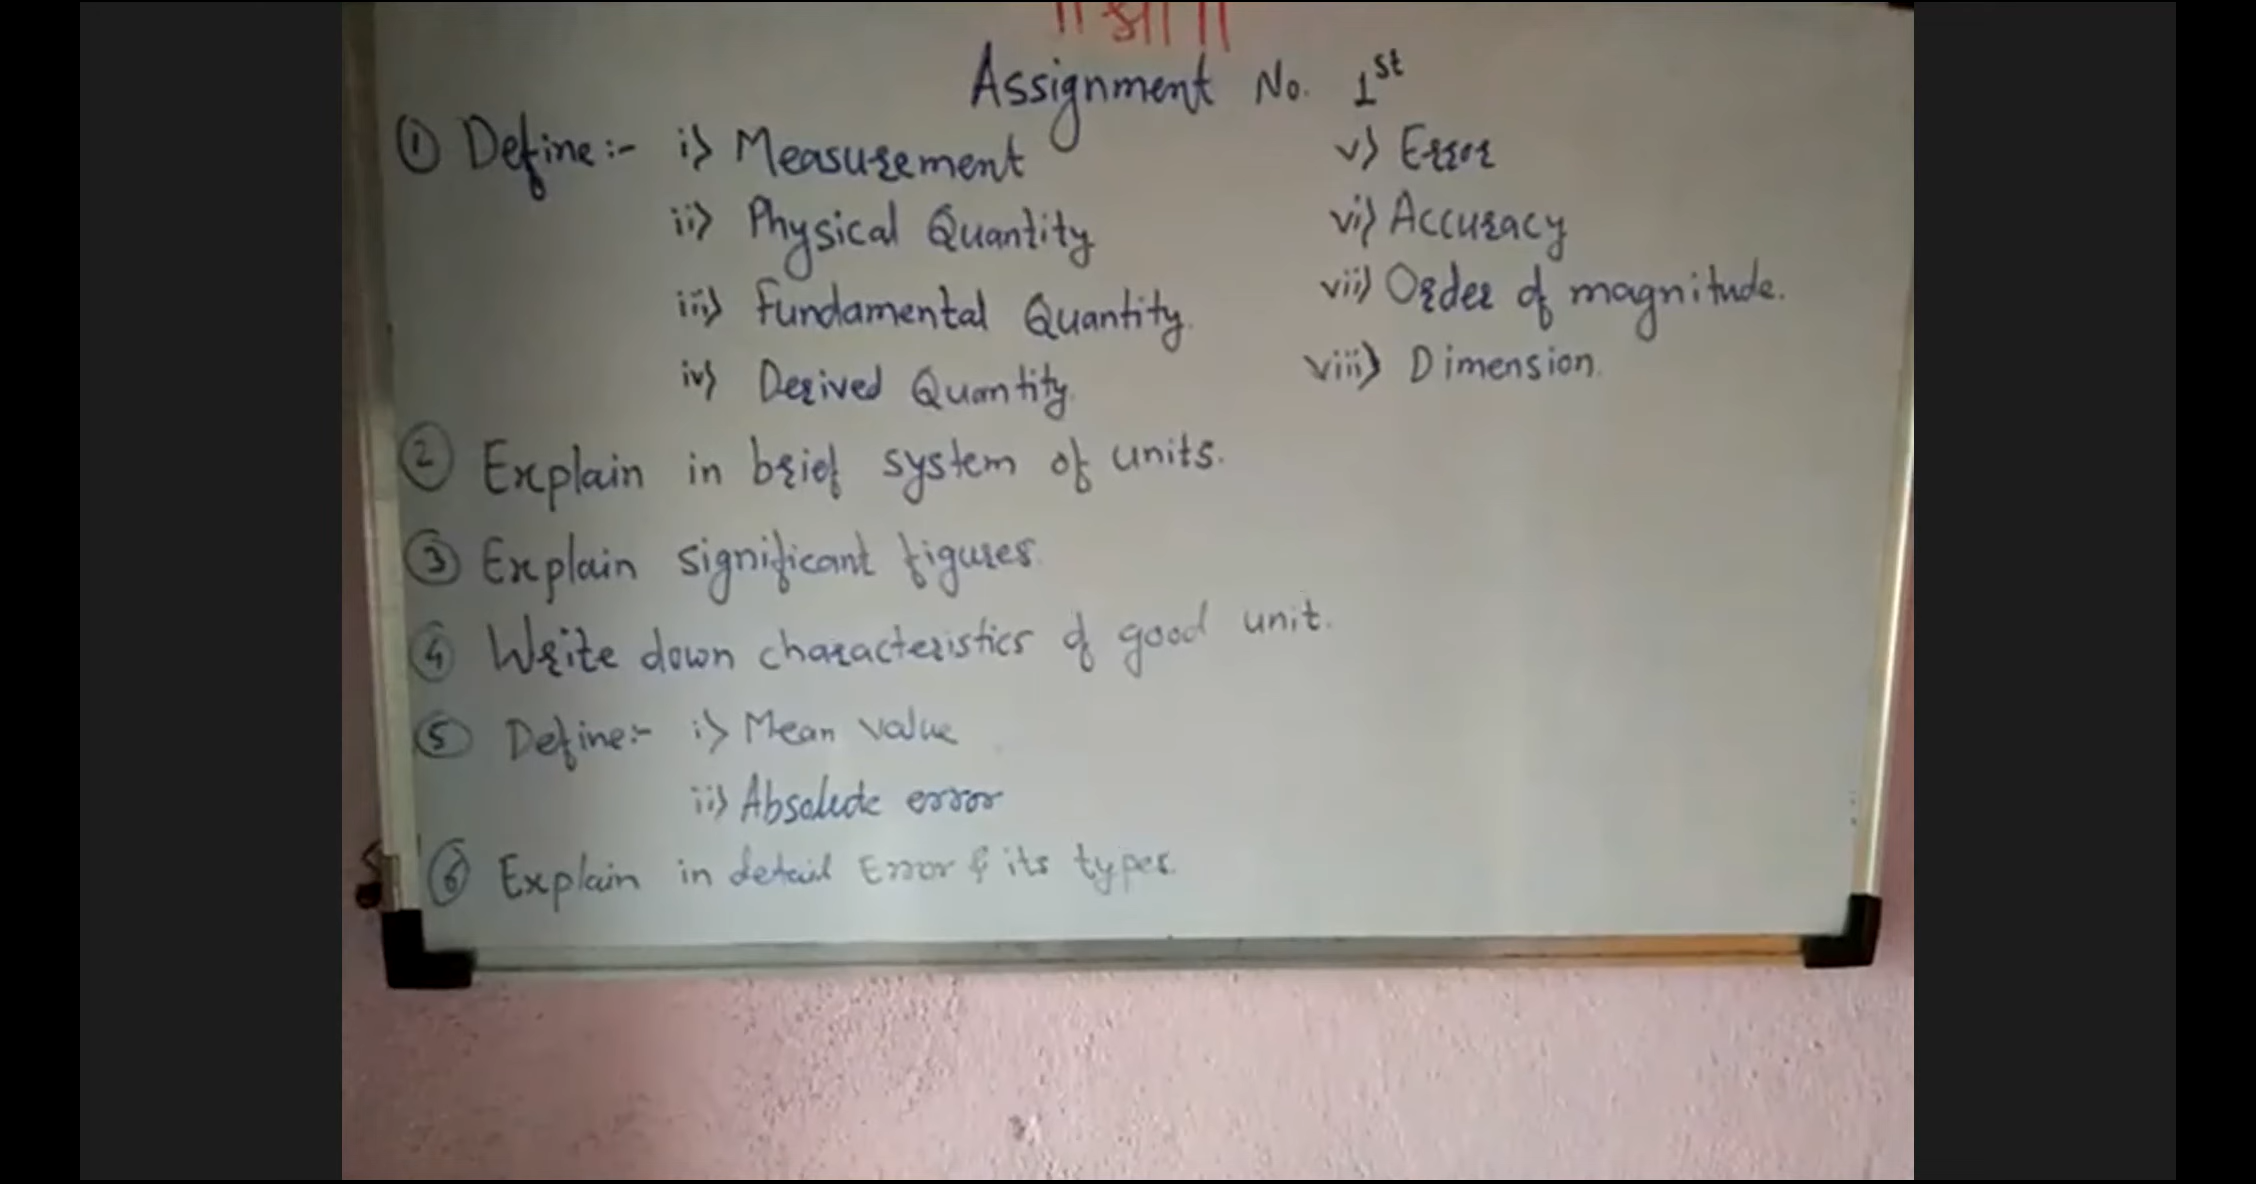 ॥ श्री ॥
Assignment No. 1st
① Define:- i) Measurement
ii) Physical Quantity
iii) Fundamental Quantity.
iv) Derived Quantity.
v) Error
vi) Accuracy
vii) Order of magnitude.
viii) Dimension.
② Explain in brief system of units.
③ Explain significant figures.
④ Write down characteristics of good unit.
⑤ Define:- i) Mean value
ii) Absolute error
⑥ Explain in detail Error & its types.